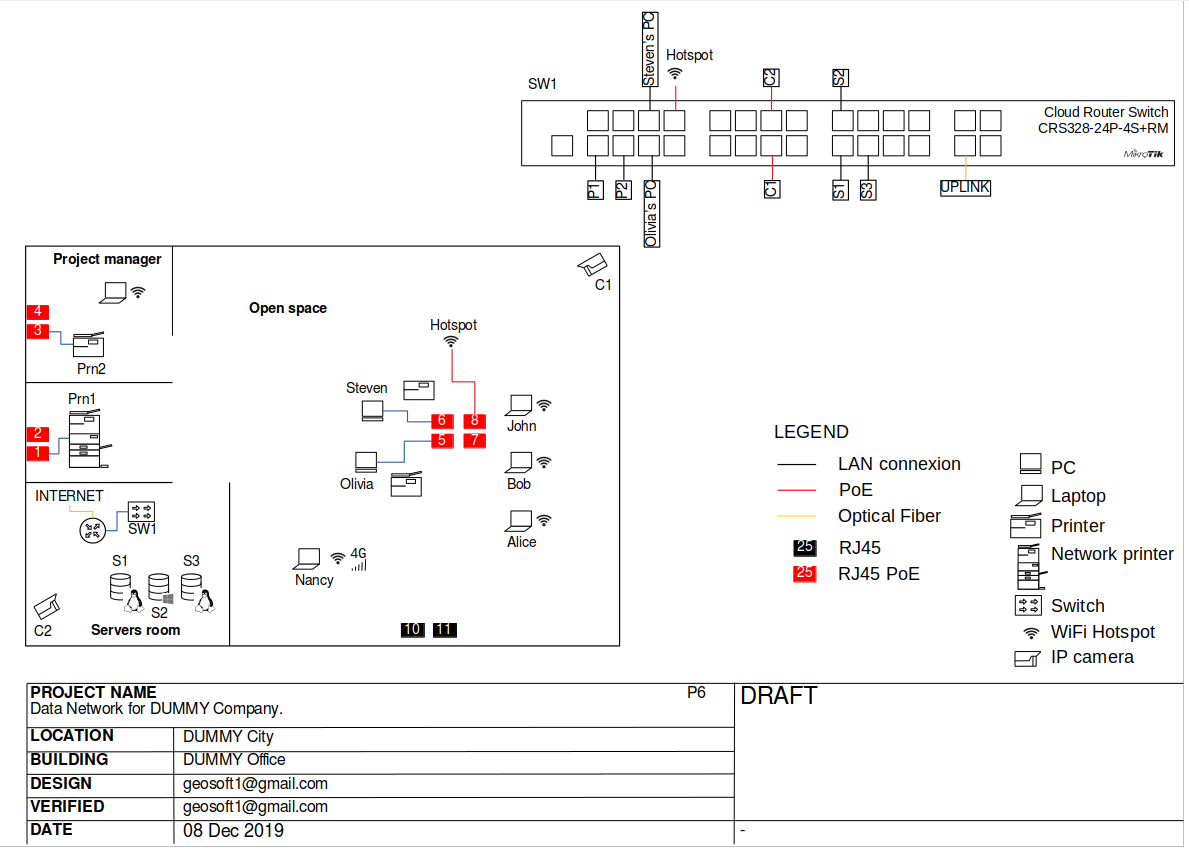 Steven's PC
Hotspot
C2
S2
SW1
Cloud Router Switch
CRS328-24P-4S+RM
MikroTik
P1
P2
Olivia's PC
C1
S1
S3
UPLINK
Project manager
C1
4
3
Prn2
Open space
Hotspot
Prn1
Steven
2
1
6
8
5
7
John
Olivia
Bob
INTERNET
SW1
Alice
S1
S2
S3
4G
Nancy
C2
Servers room
10
11
LEGEND
LAN connexion
PoE
Optical Fiber
25 RJ45
25 RJ45 PoE
PC
Laptop
Printer
Network printer
Switch
WiFi Hotspot
IP camera
PROJECT NAME P6
Data Network for DUMMY Company.
DRAFT
LOCATION DUMMY City
BUILDING DUMMY Office
DESIGN geosoft1@gmail.com
VERIFIED geosoft1@gmail.com
DATE 08 Dec 2019
-